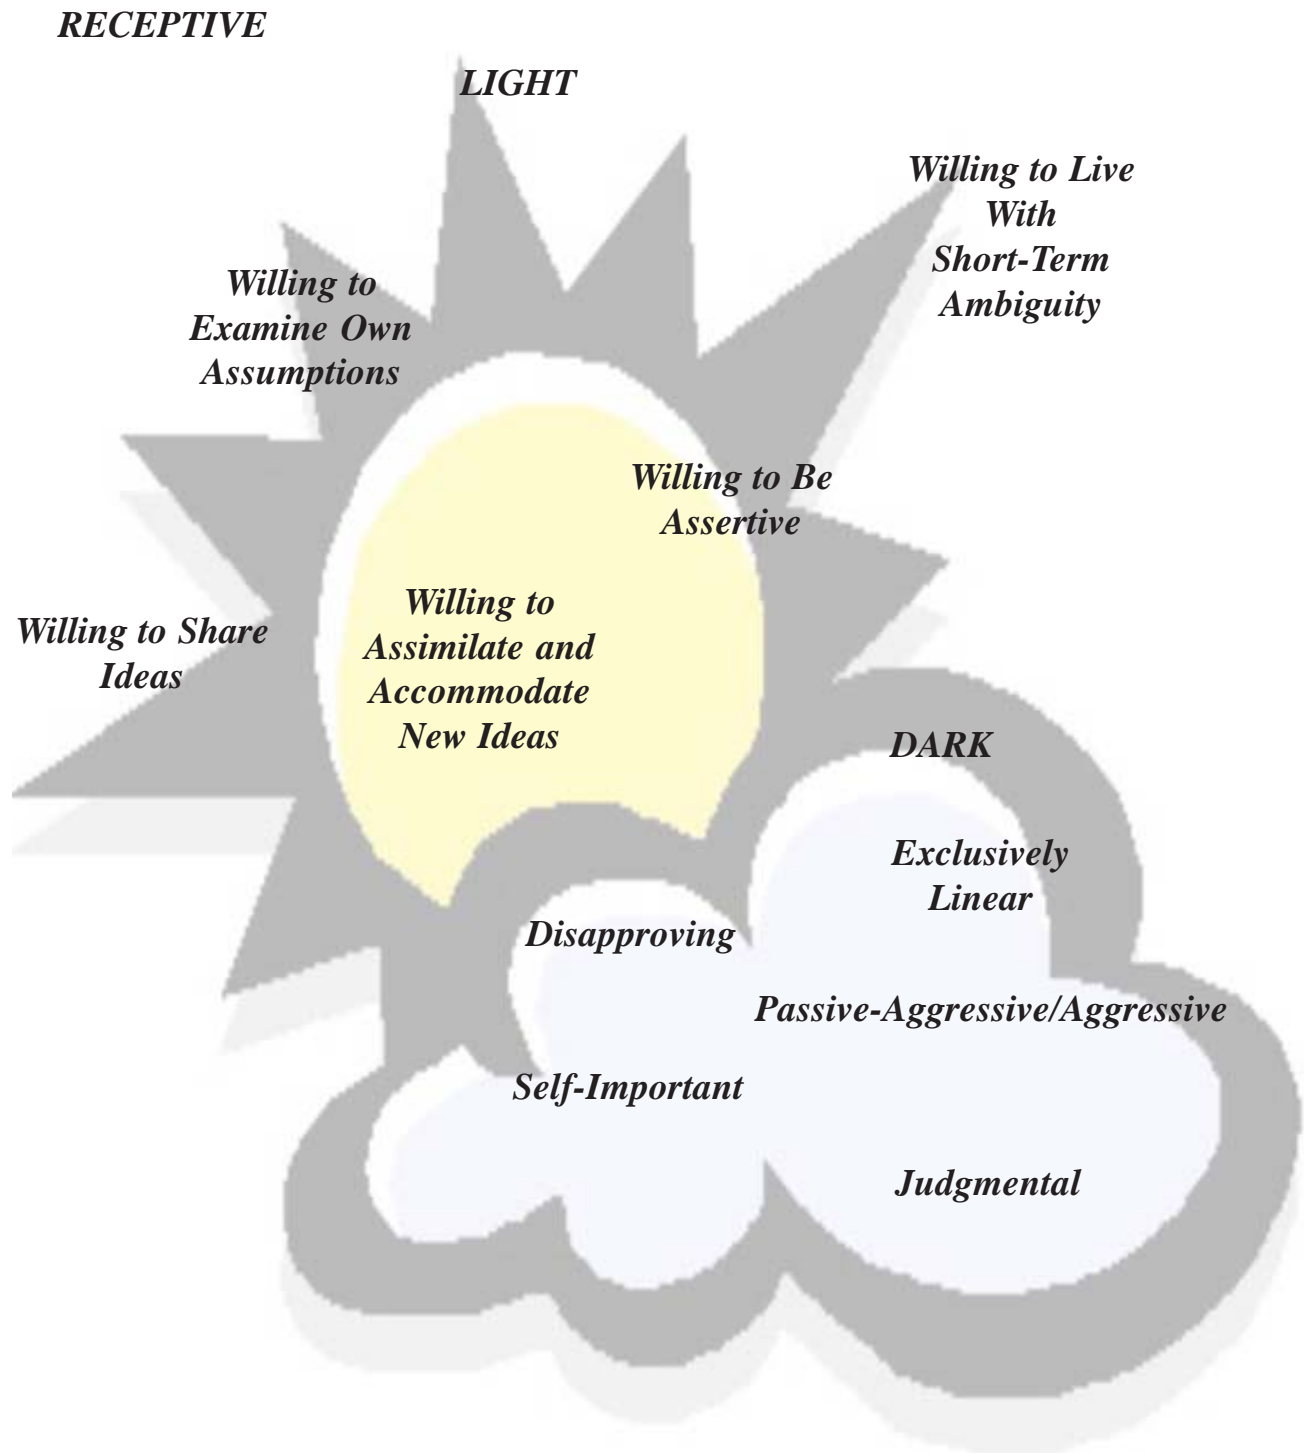 RECEPTIVE
LIGHT
Willing to Live
With
Short-Term
Ambiguity
Willing to
Examine Own
Assumptions
Willing to Be
Assertive
Willing to
Assimilate and
Accommodate
New Ideas
Willing to Share
Ideas
DARK
Exclusively
Linear
Disapproving
Passive-Aggressive/Aggressive
Self-Important
Judgmental